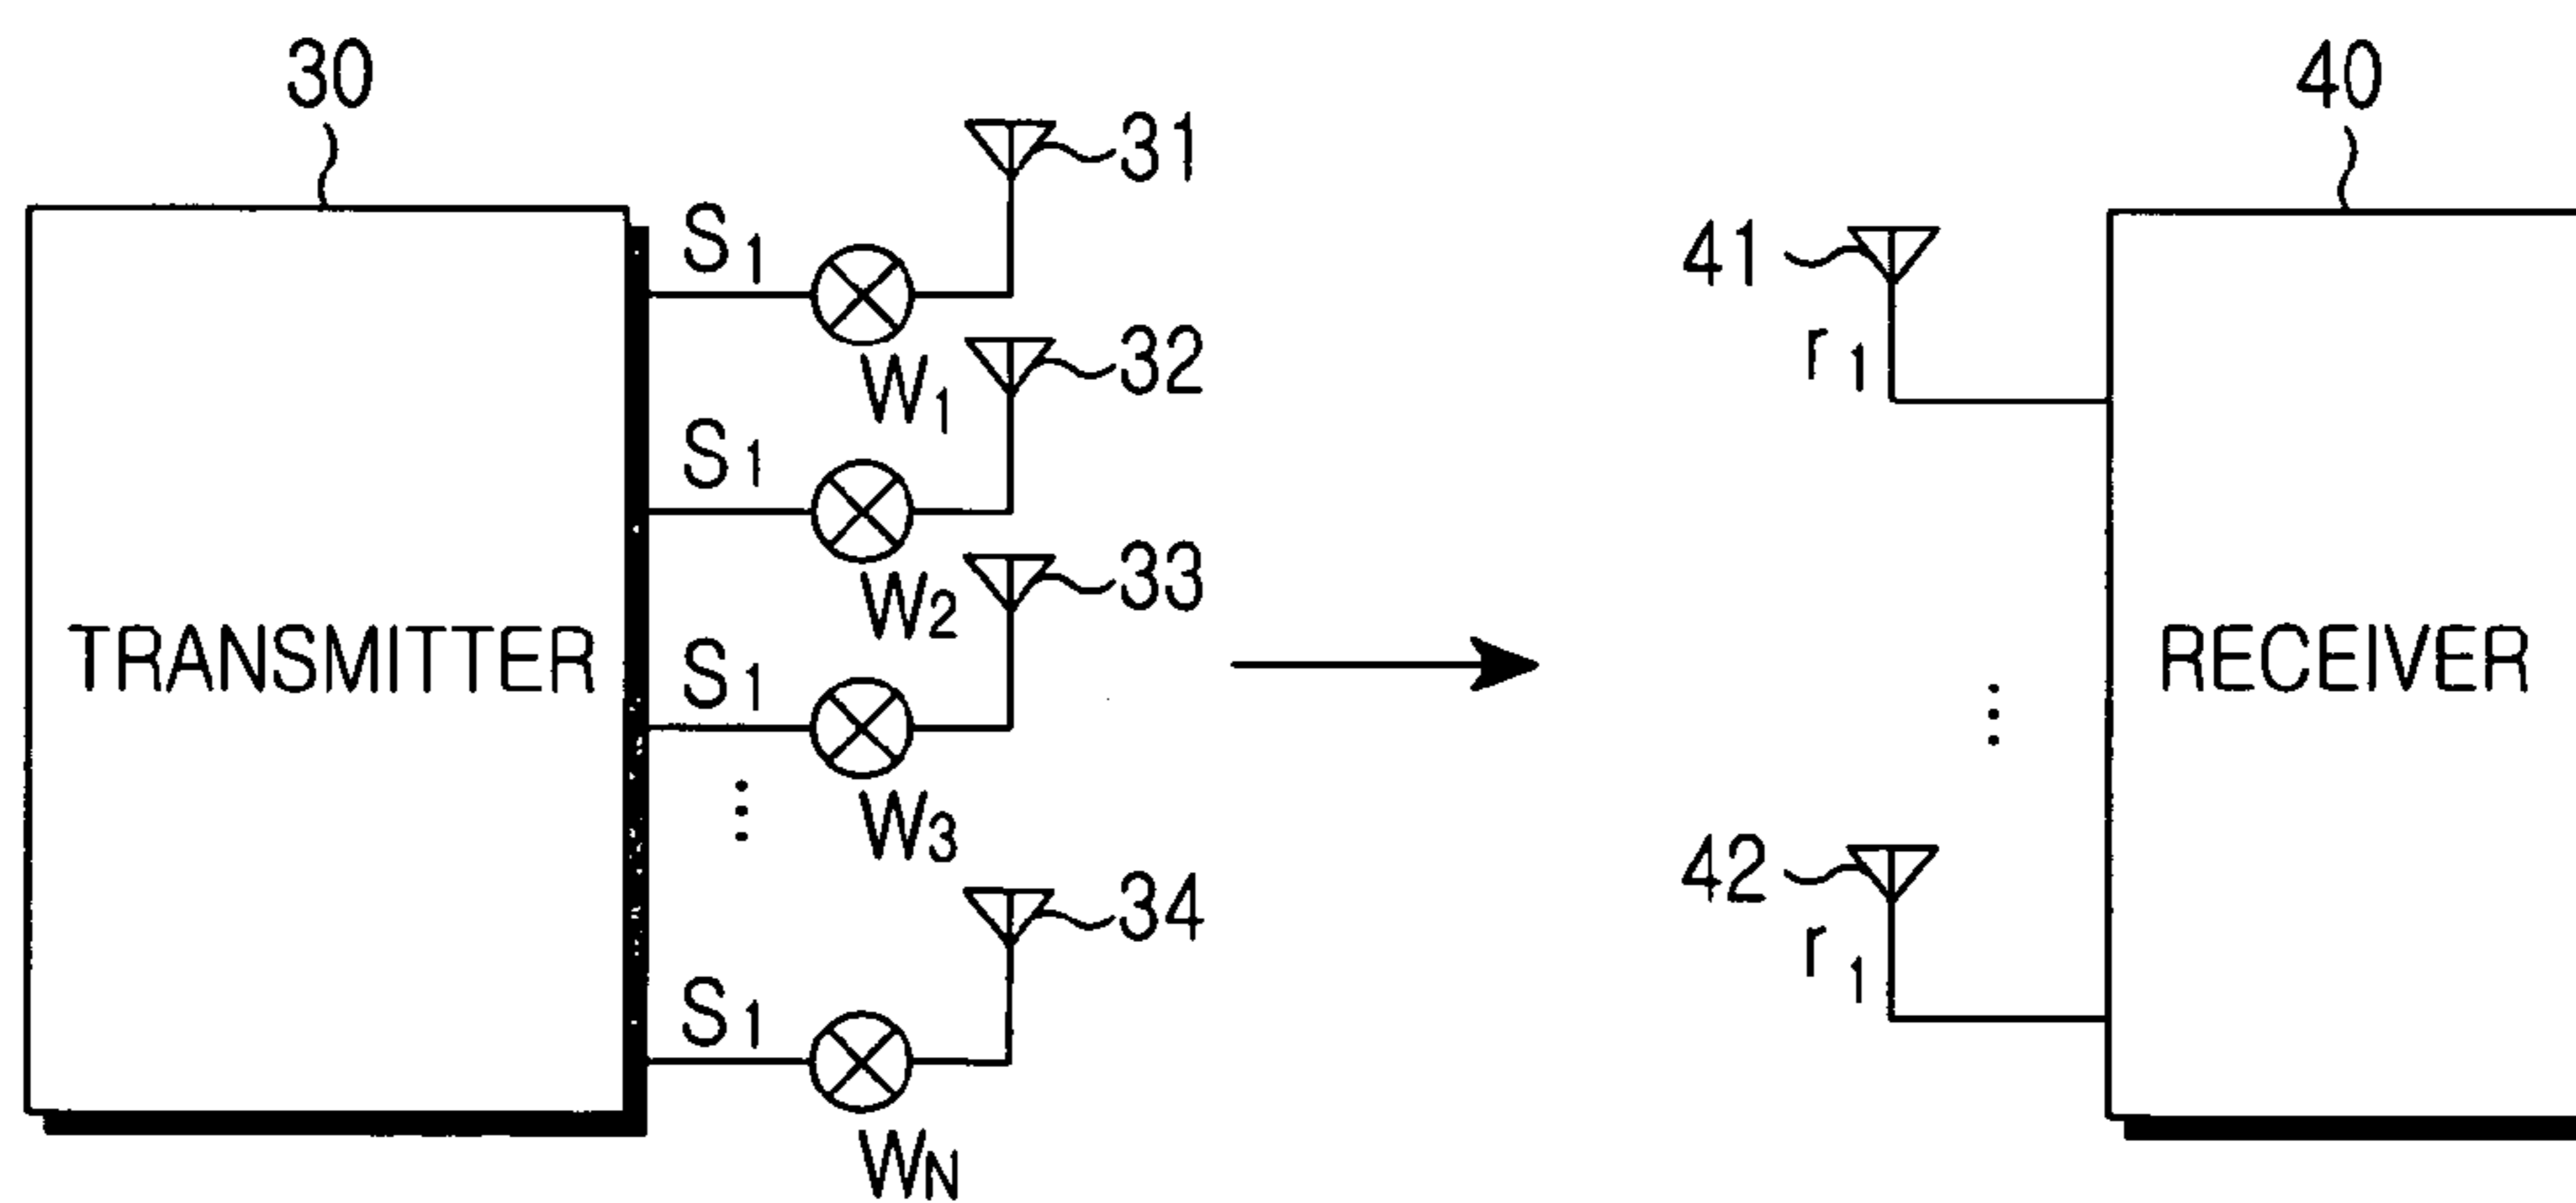 30
40
31
S1
41
r1
W1
32
S1
W2
33
TRANSMITTER
S1
RECEIVER
W3
42
34
r1
S1
WN